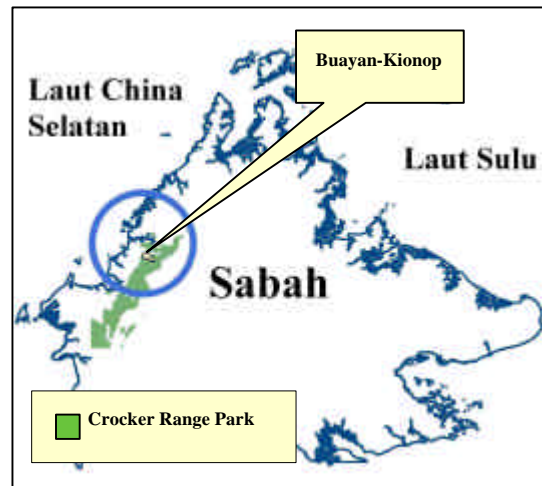 Buayan-Kionop
Laut China
Selatan
Laut Sulu
Sabah
Crocker Range Park